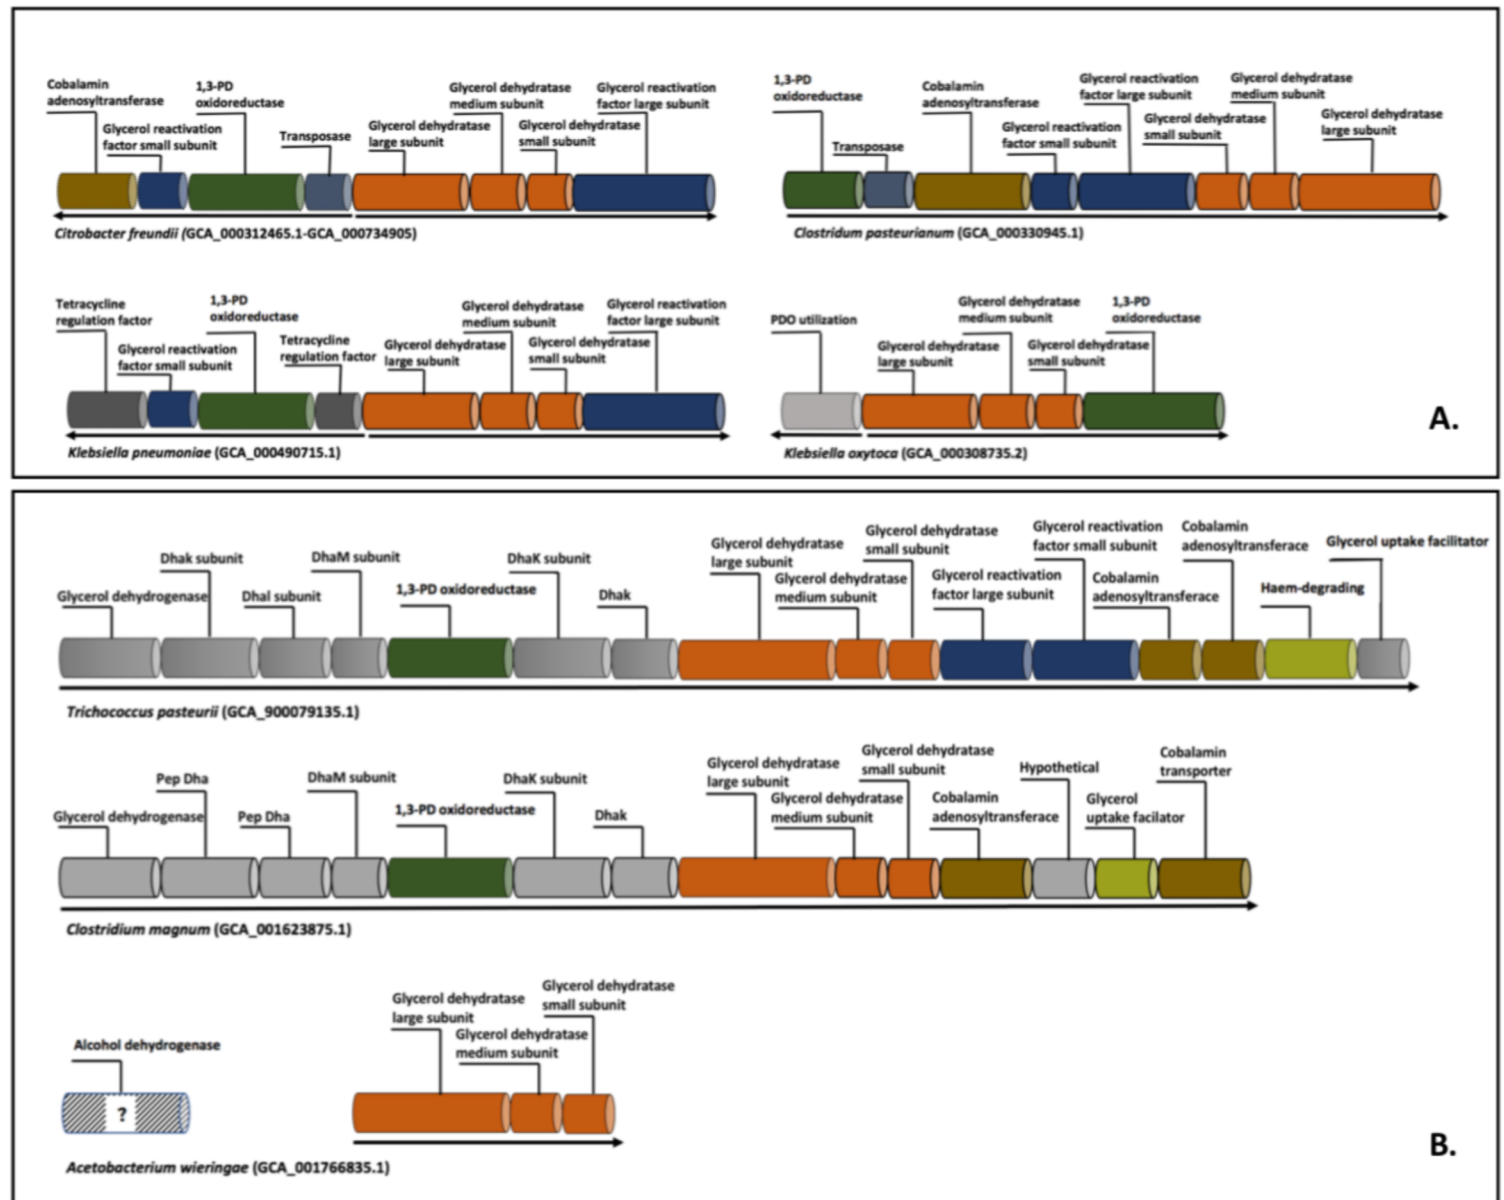 Cobalamin
adenosyltransferase
Glycerol reactivation
factor small subunit
1,3-PD
oxidoreductase
Transposase
Glycerol dehydratase
large subunit
Glycerol dehydratase
medium subunit
Glycerol dehydratase
small subunit
Glycerol reactivation
factor large subunit
Citrobacter freundii (GCA_000312465.1-GCA_000734905)
1,3-PD
oxidoreductase
Transposase
Cobalamin
adenosyltransferase
Glycerol reactivation
factor small subunit
Glycerol reactivation
factor large subunit
Glycerol dehydratase
small subunit
Glycerol dehydratase
medium subunit
Glycerol dehydratase
large subunit
Clostridum pasteurianum (GCA_000330945.1)
Tetracycline
regulation factor
Glycerol reactivation
factor small subunit
1,3-PD
oxidoreductase
Tetracycline
regulation factor
Glycerol dehydratase
large subunit
Glycerol dehydratase
medium subunit
Glycerol dehydratase
small subunit
Glycerol reactivation
factor large subunit
Klebsiella pneumoniae (GCA_000490715.1)
PDO utilization
Glycerol dehydratase
large subunit
Glycerol dehydratase
medium subunit
Glycerol dehydratase
small subunit
1,3-PD
oxidoreductase
Klebsiella oxytoca (GCA_000308735.2)
A.
Glycerol dehydrogenase
Dhak subunit
Dhal subunit
DhaM subunit
1,3-PD oxidoreductase
DhaK subunit
Dhak
Glycerol dehydratase
large subunit
Glycerol dehydratase
medium subunit
Glycerol dehydratase
small subunit
Glycerol reactivation
factor large subunit
Glycerol reactivation
factor small subunit
Cobalamin
adenosyltransferace
Cobalamin
adenosyltransferace
Haem-degrading
Glycerol uptake facilitator
Trichococcus pasteurii (GCA_900079135.1)
Glycerol dehydrogenase
Pep Dha
Pep Dha
DhaM subunit
1,3-PD oxidoreductase
DhaK subunit
Dhak
Glycerol dehydratase
large subunit
Glycerol dehydratase
medium subunit
Glycerol dehydratase
small subunit
Cobalamin
adenosyltransferace
Hypothetical
Glycerol
uptake facilator
Cobalamin
transporter
Clostridium magnum (GCA_001623875.1)
Alcohol dehydrogenase
?
Glycerol dehydratase
large subunit
Glycerol dehydratase
medium subunit
Glycerol dehydratase
small subunit
Acetobacterium wieringae (GCA_001766835.1)
B.